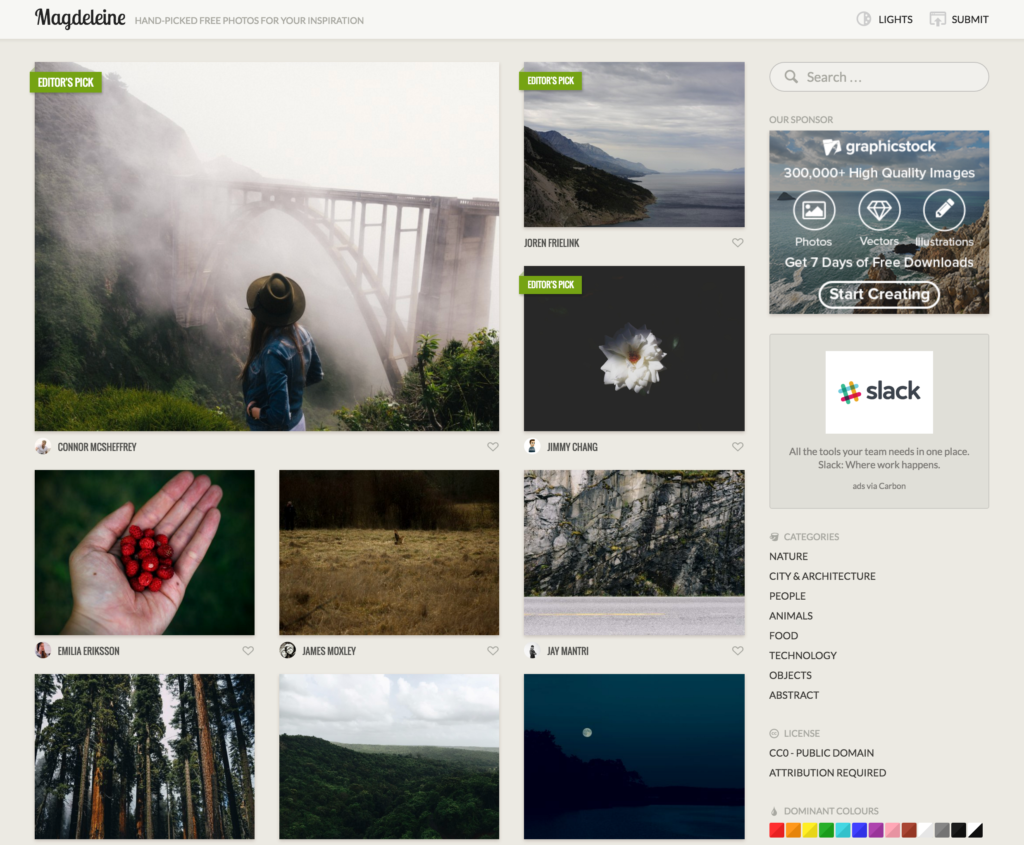 Magdeleine HAND-PICKED FREE PHOTOS FOR YOUR INSPIRATION
LIGHTS
SUBMIT
EDITOR'S PICK
CONNOR MCSHEFFREY
EDITOR'S PICK
JOREN FRIELINK
EDITOR'S PICK
JIMMY CHANG
EMILIA ERIKSSON
JAMES MOXLEY
JAY MANTRI
Search ...
OUR SPONSOR
graphicstock
300,000+ High Quality Images
Photos Vectors Illustrations
Get 7 Days of Free Downloads
Start Creating
slack
All the tools your team needs in one place.
Slack: Where work happens.
ads via Carbon
CATEGORIES
NATURE
CITY & ARCHITECTURE
PEOPLE
ANIMALS
FOOD
TECHNOLOGY
OBJECTS
ABSTRACT
LICENSE
CC0 - PUBLIC DOMAIN
ATTRIBUTION REQUIRED
DOMINANT COLOURS